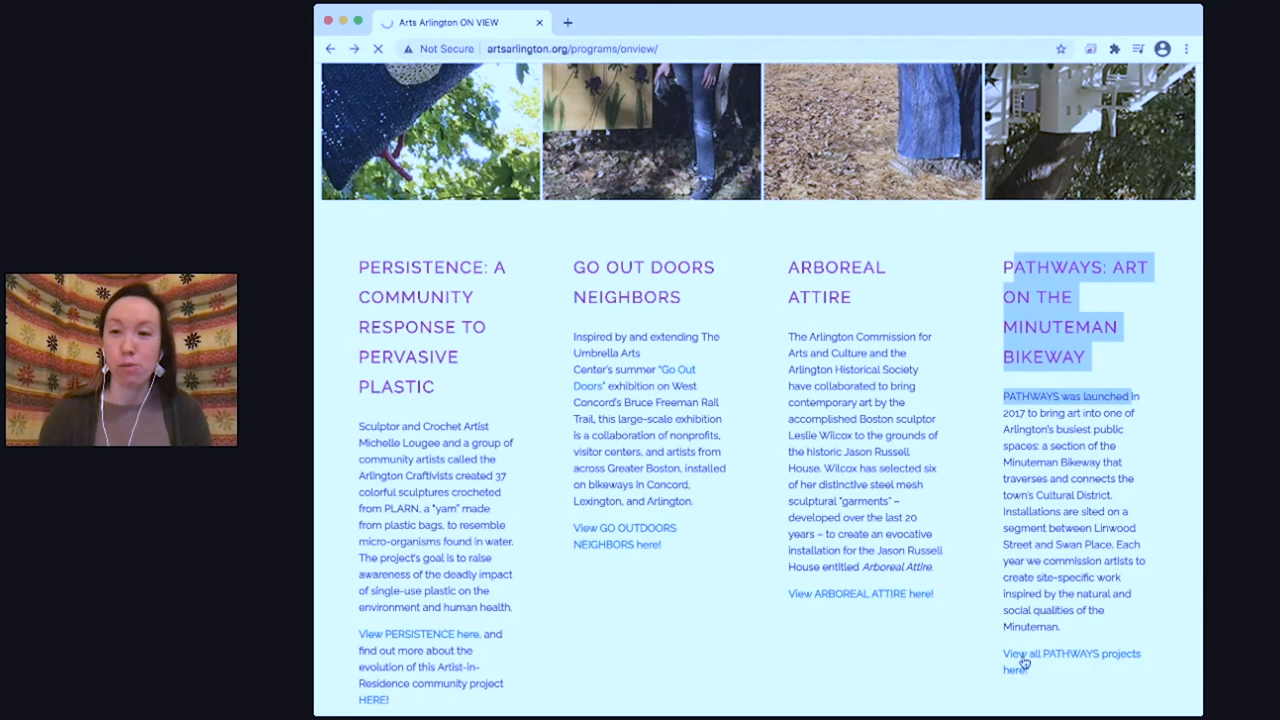 Arts Arlington ON VIEW
Not Secure
artsarlington.org/programs/onview/
PERSISTENCE: A
COMMUNITY
RESPONSE TO
PERVASIVE
PLASTIC
Sculptor and Crochet Artist
Michelle Lougee and a group of
community artists called the
Arlington Craftivists created 37
colorful sculptures crocheted
from PLARN, a "yarn" made
from plastic bags, to resemble
micro-organisms found in water.
The project's goal is to raise
awareness of the deadly impact
of single-use plastic on the
environment and human health.
View PERSISTENCE here, and
find out more about the
evolution of this Artist-in-
Residence community project
HERE!
GO OUT DOORS
NEIGHBORS
Inspired by and extending The
Umbrella Arts
Center's summer "Go Out
Doors" exhibition on West
Concord's Bruce Freeman Rail
Trail, this large-scale exhibition
is a collaboration of nonprofits,
visitor centers, and artists from
across Greater Boston, installed
on bikeways in Concord,
Lexington, and Arlington.
View GO OUTDOORS
NEIGHBORS here!
ARBOREAL
ATTIRE
The Arlington Commission for
Arts and Culture and the
Arlington Historical Society
have collaborated to bring
contemporary art by the
accomplished Boston sculptor
Leslie Wilcox to the grounds of
the historic Jason Russell
House. Wilcox has selected six
of her distinctive steel mesh
sculptural "garments" –
developed over the last 20
years – to create an evocative
installation for the Jason Russell
House entitled Arboreal Attire.
View ARBOREAL ATTIRE here!
PATHWAYS: ART
ON THE
MINUTEMAN
BIKEWAY
PATHWAYS was launched in
2017 to bring art into one of
Arlington's busiest public
spaces: a section of the
Minuteman Bikeway that
traverses and connects the
town's Cultural District.
Installations are sited on a
segment between Linwood
Street and Swan Place. Each
year we commission artists to
create site-specific work
inspired by the natural and
social qualities of the
Minuteman.
View all PATHWAYS projects
here!